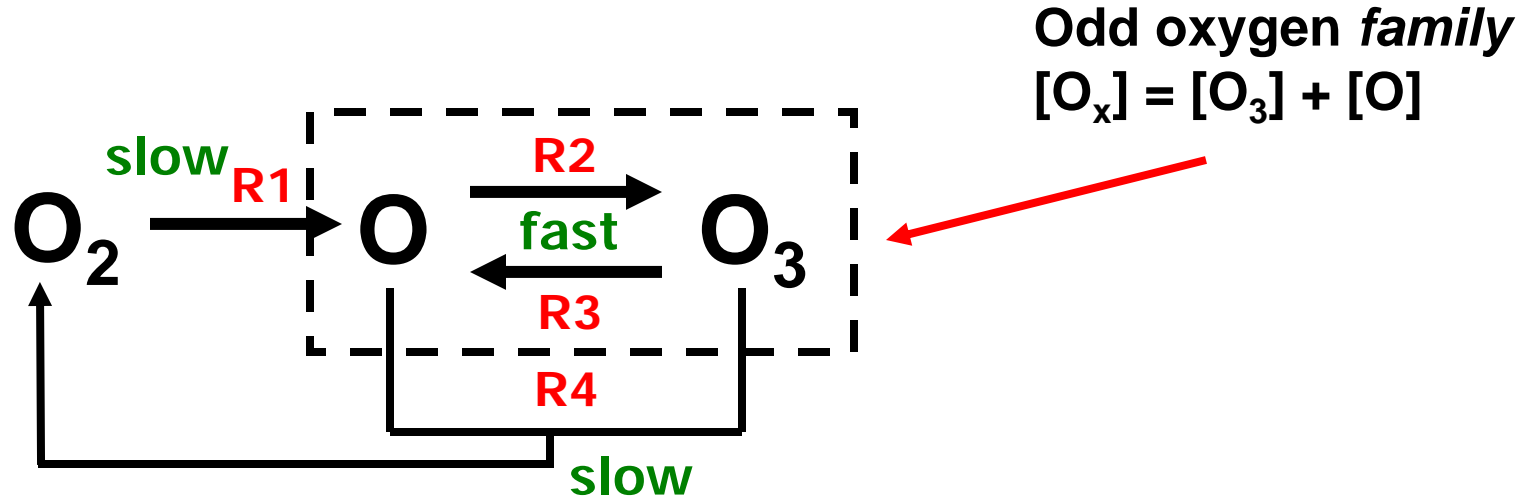 Odd oxygen family
[Oₓ] = [O₃] + [O]
slow
R1
R2
O₂
O
fast
O₃
R3
R4
slow